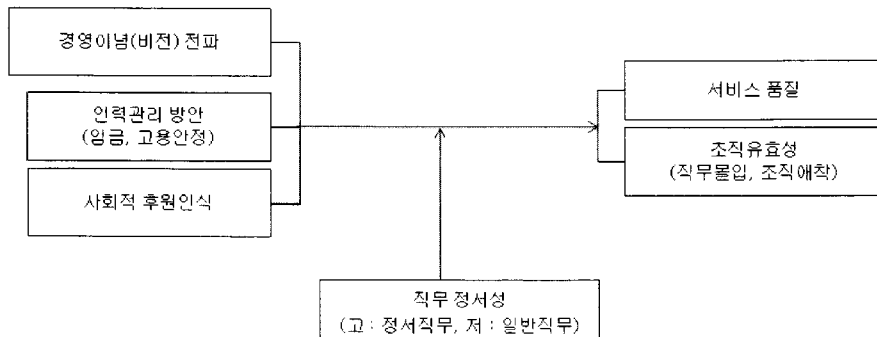 경영이념(비전) 전파
인력관리 방안
(임금, 고용안정)
사회적 후원인식
서비스 품질
조직유효성
(직무몰입, 조직애착)
직무 정서성
(고 : 정서직무, 저 : 일반직무)